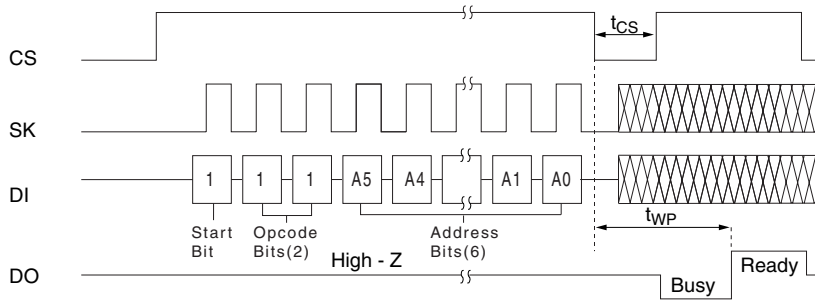 CS
tCS
SK
DI
1 1 1 A5 A4 A1 A0
Start
Bit
Opcode
Bits(2)
Address
Bits(6)
tWP
DO
High - Z
Busy
Ready